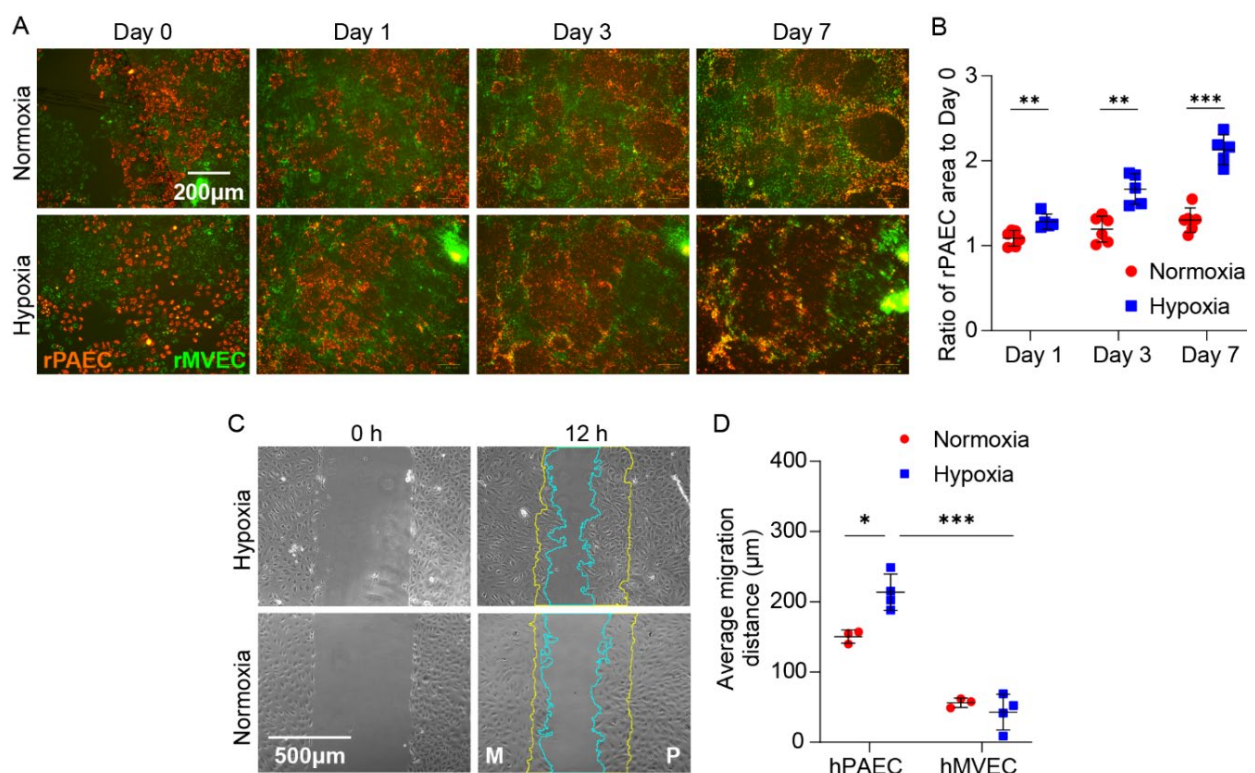 A
Day 0
Day 1
Day 3
Day 7
Normoxia
200µm
Hypoxia
rPAEC
rMVEC
B
Ratio of rPAEC area to Day 0
3
2
1
0
**
**
***
Normoxia
Hypoxia
Day 1
Day 3
Day 7
C
0 h
12 h
Hypoxia
Normoxia
500µm
M
P
D
Normoxia
Hypoxia
Average migration
distance (µm)
400
300
200
100
0
*
***
hPAEC
hMVEC